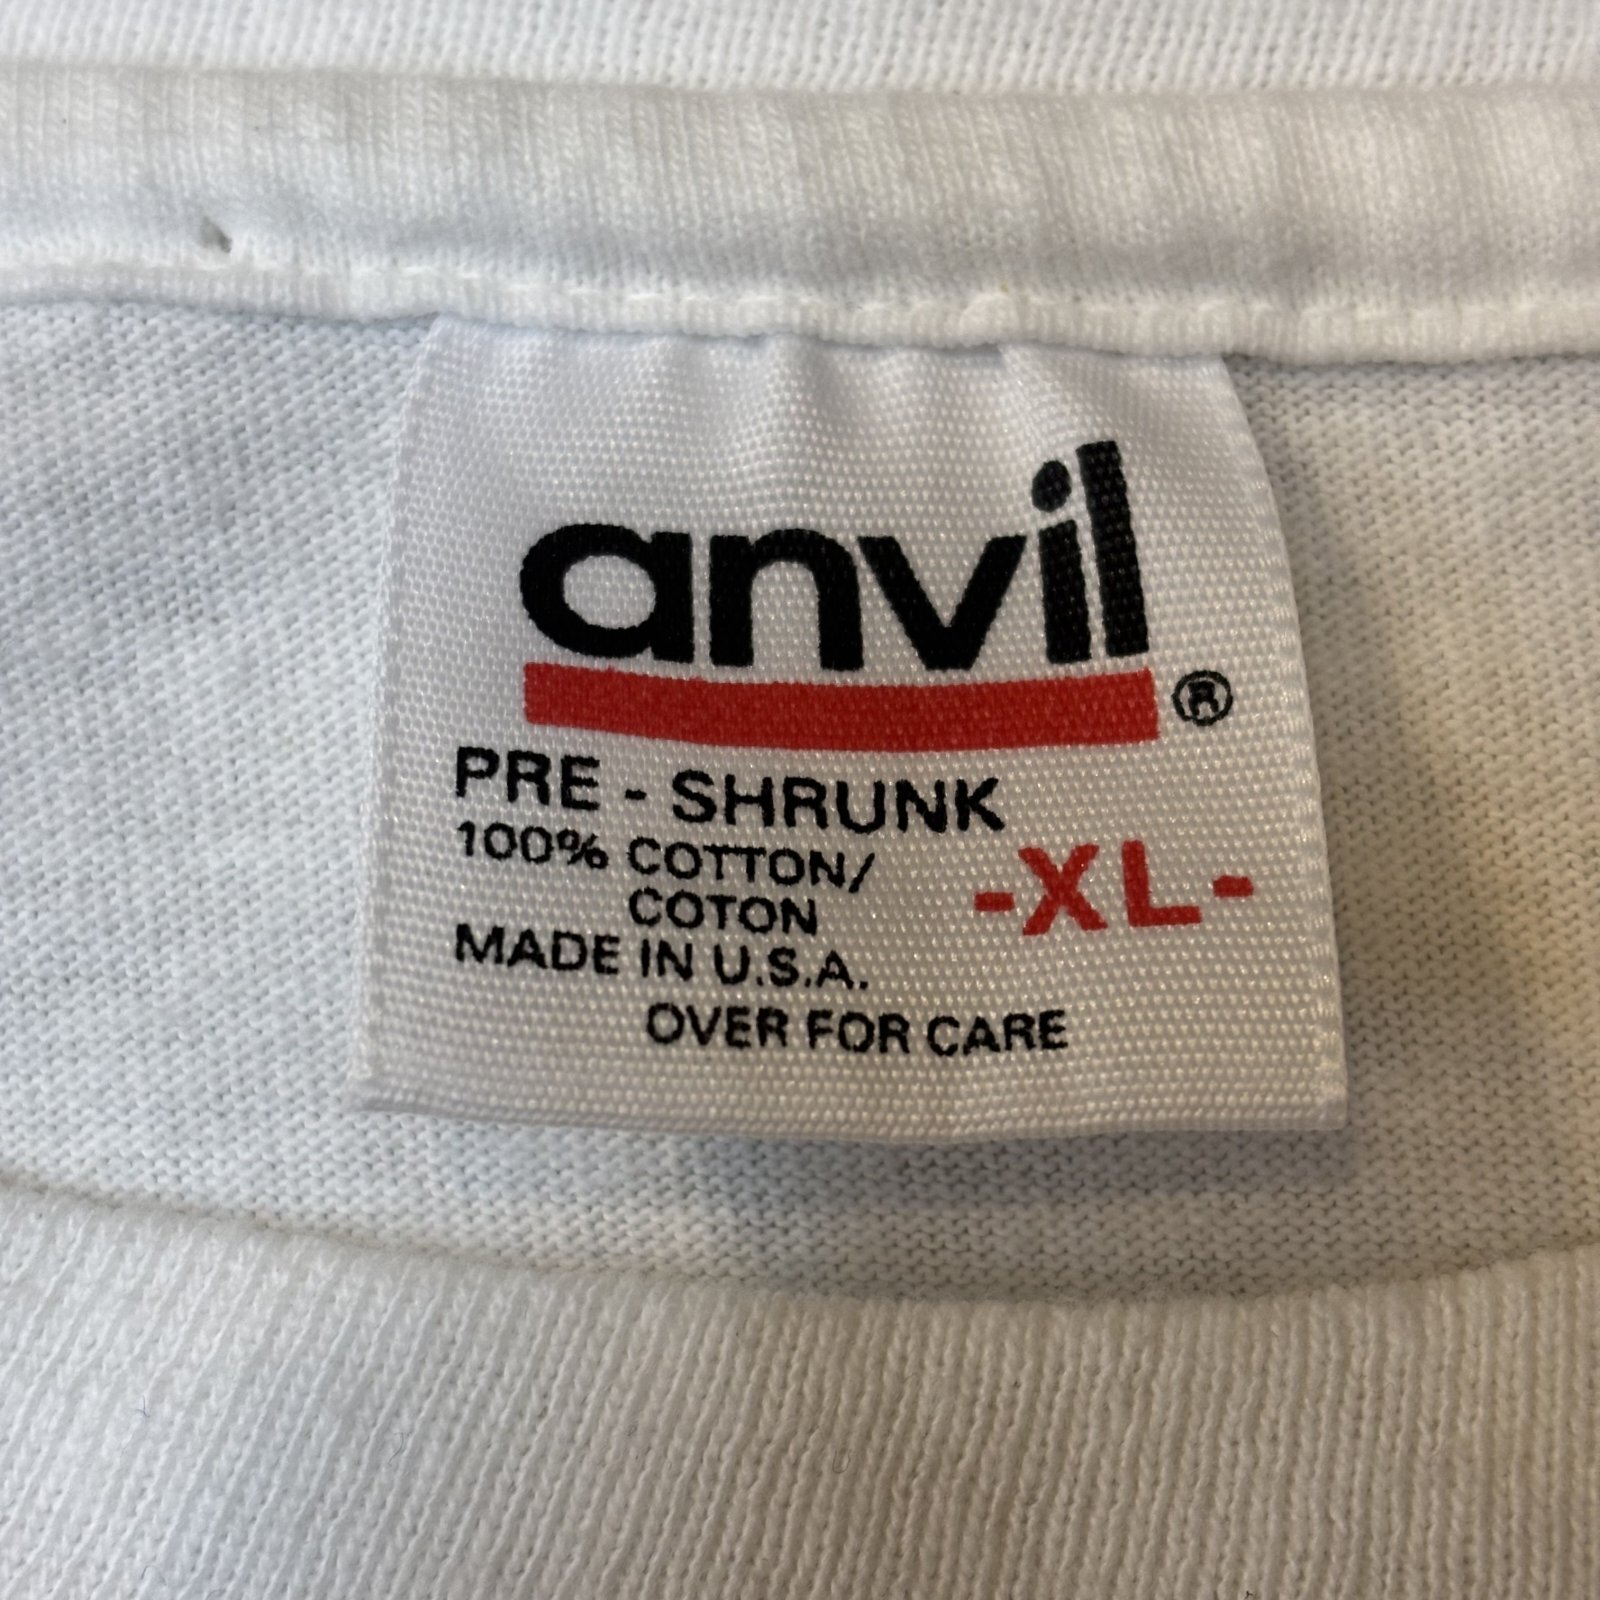 anvil®
PRE - SHRUNK
100% COTTON/
COTON
-XL-
MADE IN U.S.A.
OVER FOR CARE